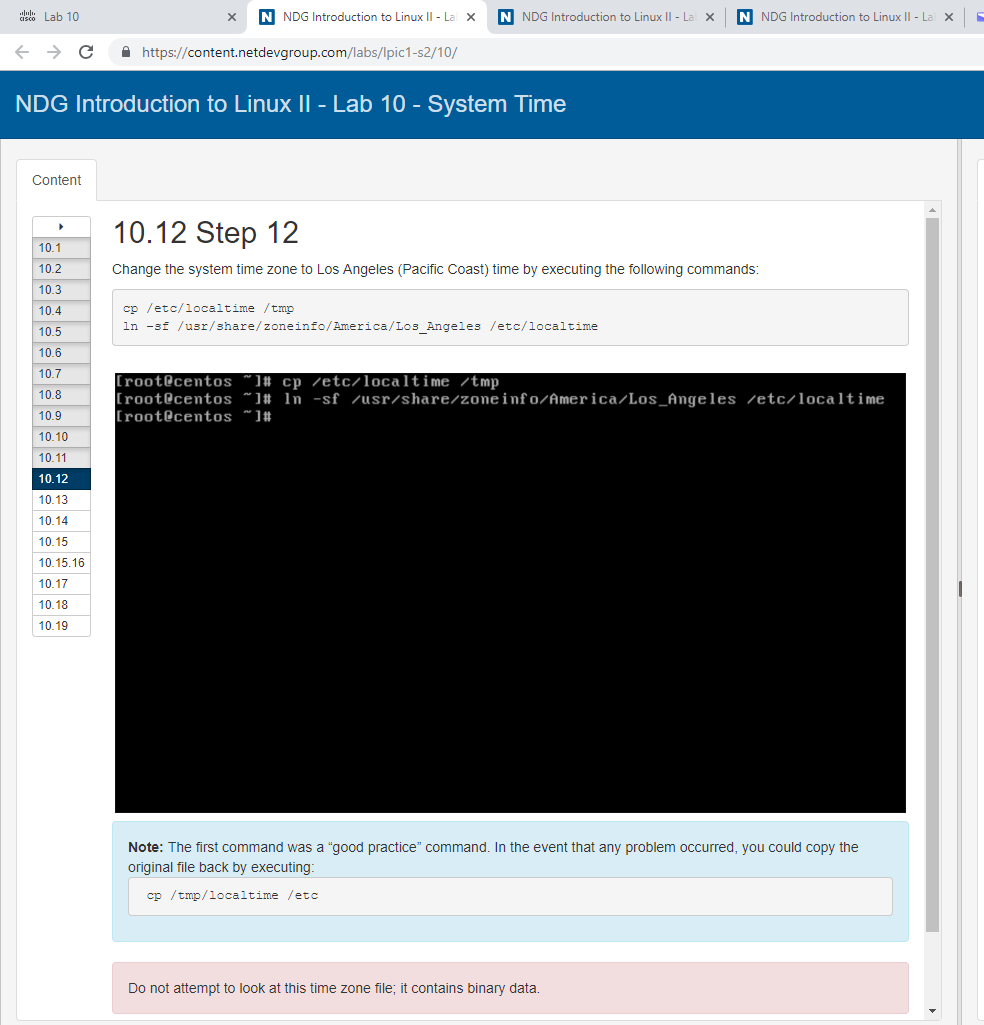 Lab 10
NDG Introduction to Linux II - La
NDG Introduction to Linux II - La
NDG Introduction to Linux II - La
https://content.netdevgroup.com/labs/lpic1-s2/10/
NDG Introduction to Linux II - Lab 10 - System Time
Content
10.1
10.2
10.3
10.4
10.5
10.6
10.7
10.8
10.9
10.10
10.11
10.12
10.13
10.14
10.15
10.15.16
10.17
10.18
10.19
10.12 Step 12
Change the system time zone to Los Angeles (Pacific Coast) time by executing the following commands:
cp /etc/localtime /tmp
ln -sf /usr/share/zoneinfo/America/Los_Angeles /etc/localtime
[root@centos ~]# cp /etc/localtime /tmp
[root@centos ~]# ln -sf /usr/share/zoneinfo/America/Los_Angeles /etc/localtime
[root@centos ~]#
Note: The first command was a “good practice” command. In the event that any problem occurred, you could copy the
original file back by executing:
cp /tmp/localtime /etc
Do not attempt to look at this time zone file; it contains binary data.